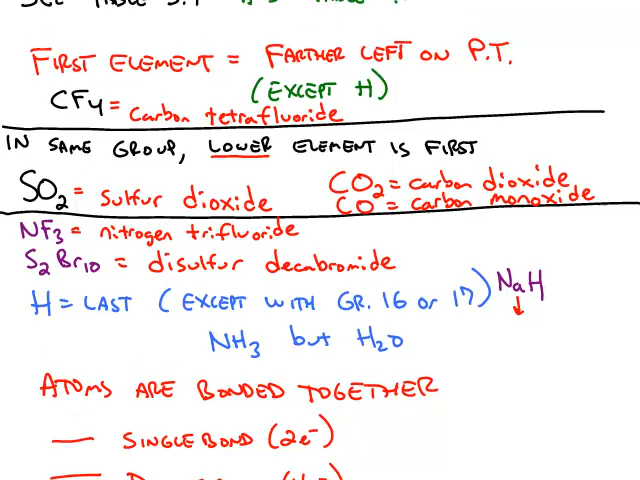 FIRST ELEMENT = FARTHER LEFT ON P.T.
(EXCEPT H)
CF4 = carbon tetrafluoride
IN SAME GROUP, LOWER ELEMENT IS FIRST
SO2 = sulfur dioxide
CO2 = carbon dioxide
CO = carbon monoxide
NF3 = nitrogen trifluoride
S2Br10 = disulfur decabromide
H = LAST (EXCEPT WITH GR. 16 or 17) NaH
NH3 but H2O
ATOMS ARE BONDED TOGETHER
— SINGLE BOND (2e-)